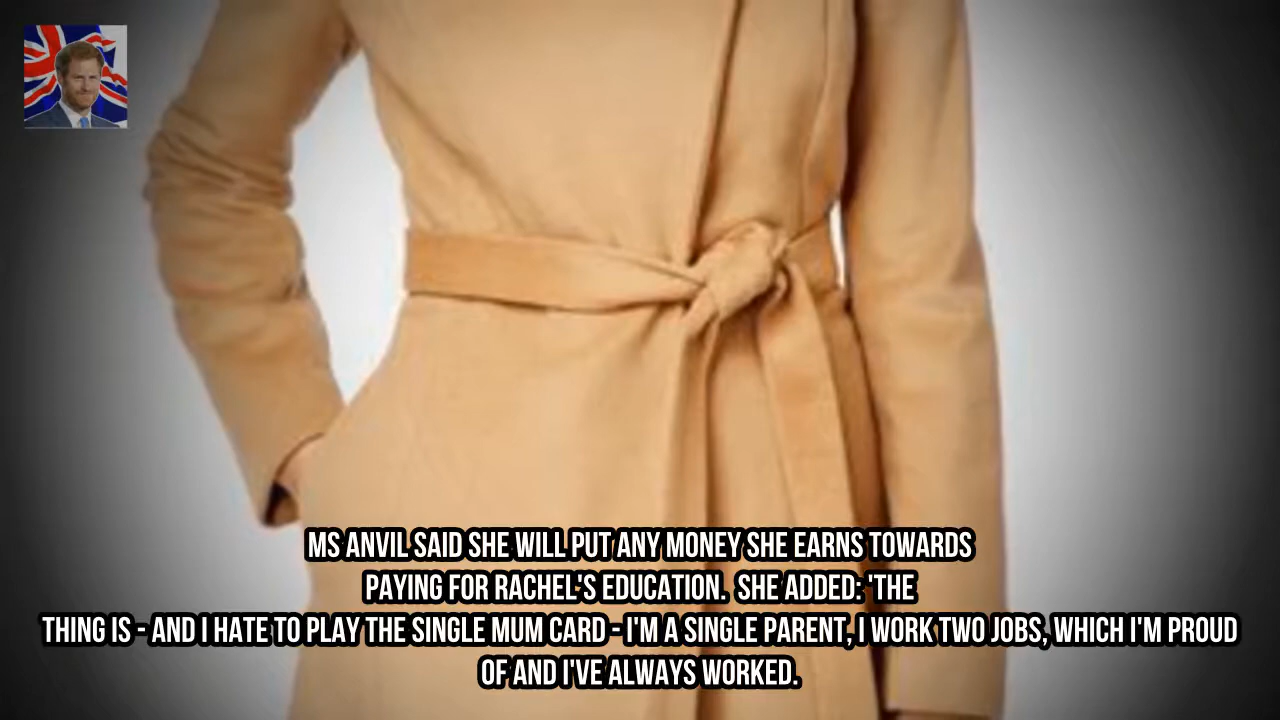 MS ANVIL SAID SHE WILL PUT ANY MONEY SHE EARNS TOWARDS
PAYING FOR RACHEL'S EDUCATION.  SHE ADDED: 'THE
THING IS - AND I HATE TO PLAY THE SINGLE MUM CARD - I'M A SINGLE PARENT, I WORK TWO JOBS, WHICH I'M PROUD
OF AND I'VE ALWAYS WORKED.